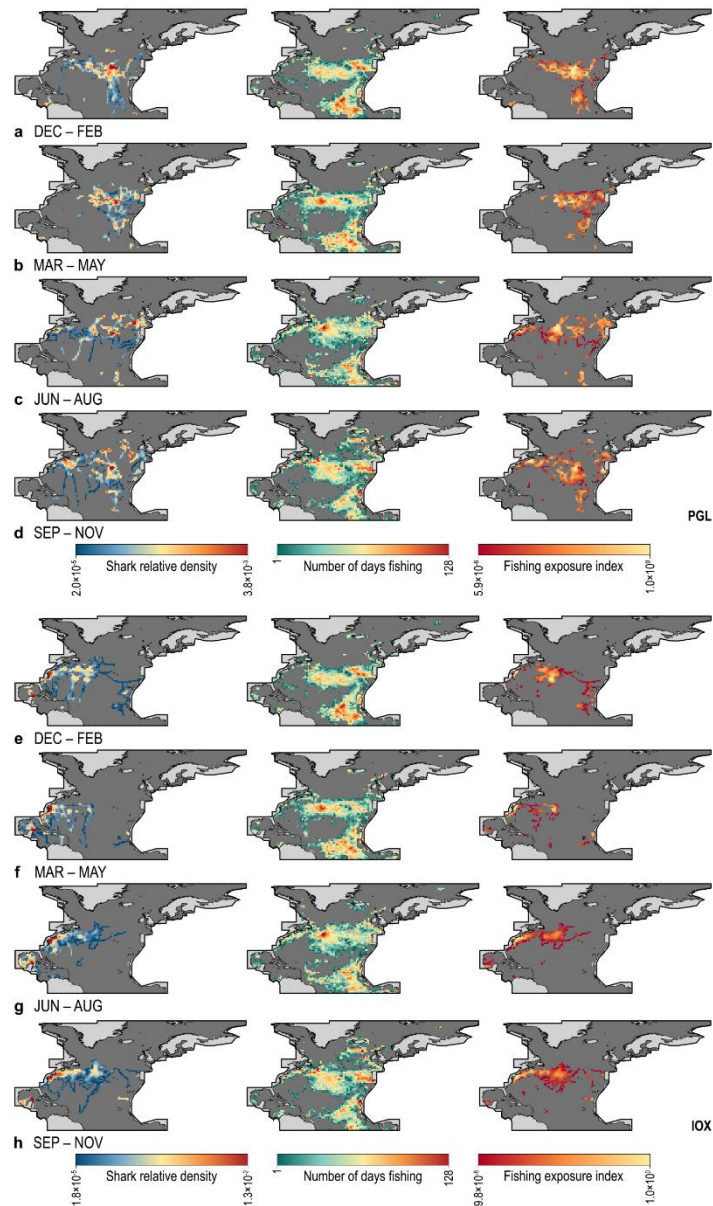 a DEC – FEB
b MAR – MAY
c JUN – AUG
d SEP – NOV
PGL
2.0×10⁻⁵ Shark relative density 3.8×10⁻³
1 Number of days fishing 128
5.9×10⁻⁶ Fishing exposure index 1.0×10⁰
e DEC – FEB
f MAR – MAY
g JUN – AUG
h SEP – NOV
IOX
1.8×10⁻⁵ Shark relative density 1.3×10⁻²
1 Number of days fishing 128
9.8×10⁻⁸ Fishing exposure index 1.0×10⁰